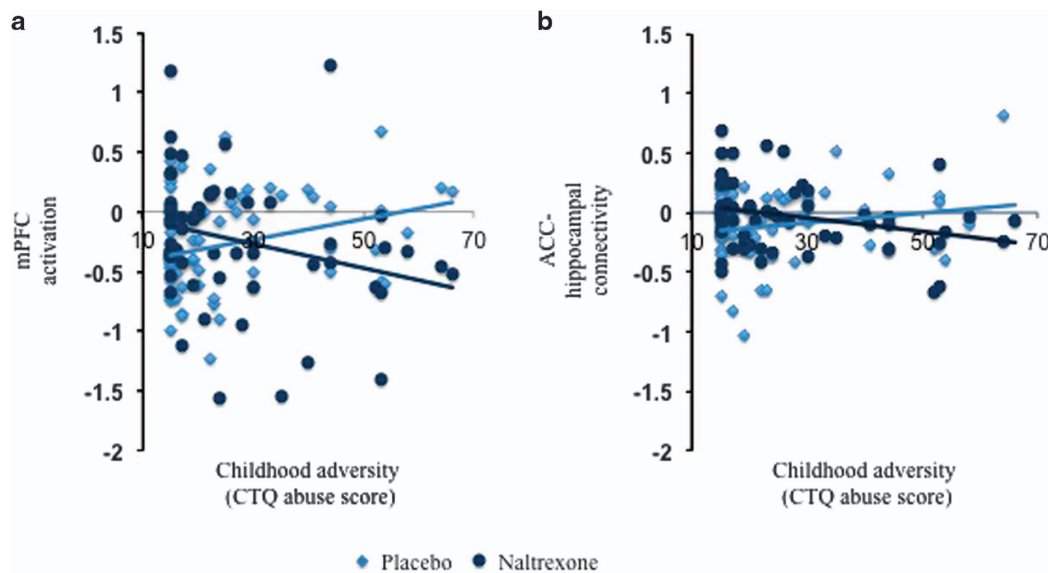 a
1.5
1
0.5
0
-0.5
-1
-1.5
-2
10
30
50
70
mPFC
activation
Childhood adversity
(CTQ abuse score)
b
1.5
1
0.5
0
-0.5
-1
-1.5
-2
10
30
50
70
ACC-
hippocampal
connectivity
Childhood adversity
(CTQ abuse score)
Placebo
Naltrexone